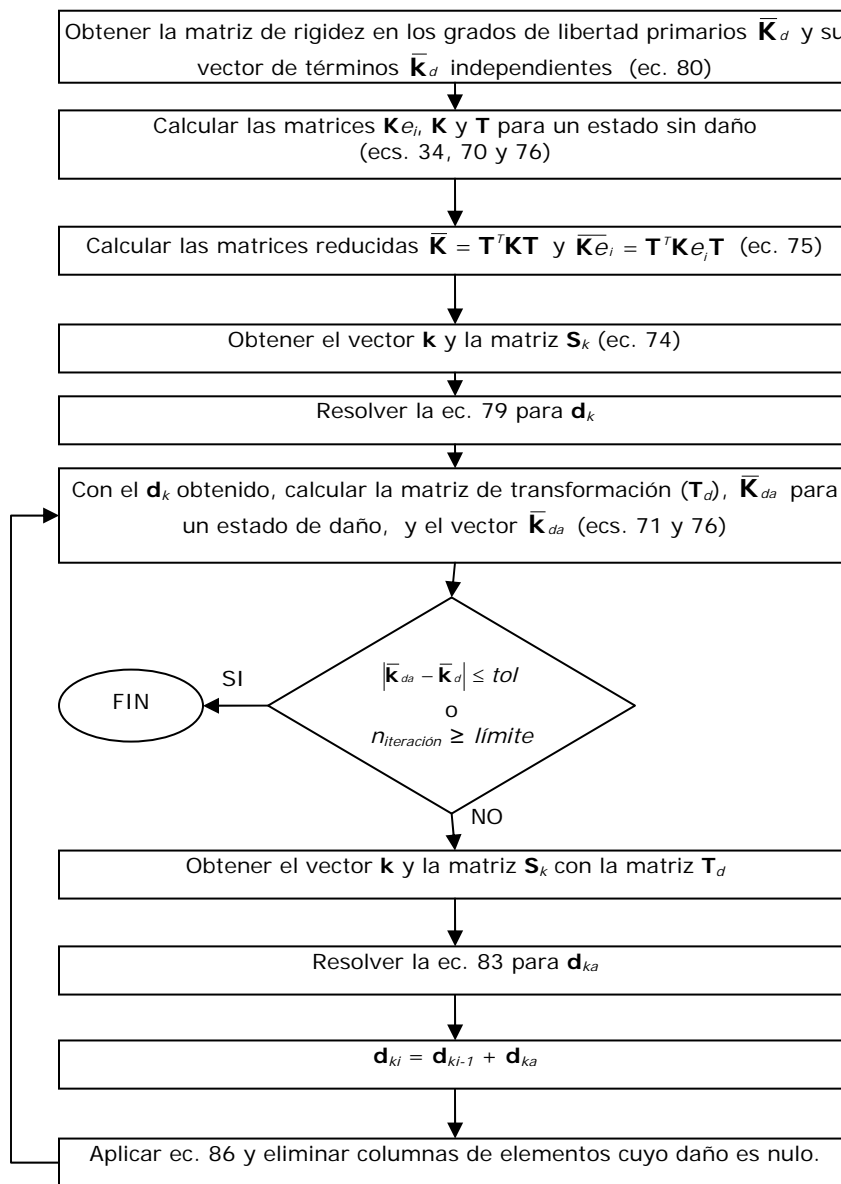 Obtener la matriz de rigidez en los grados de libertad primarios K̅d y su
vector de términos k̅d independientes (ec. 80)
Calcular las matrices Kei, K y T para un estado sin daño
(ecs. 34, 70 y 76)
Calcular las matrices reducidas K̅ = TᵀKT y K̅e̅i = TᵀKeiT (ec. 75)
Obtener el vector k y la matriz Sk (ec. 74)
Resolver la ec. 79 para dk
Con el dk obtenido, calcular la matriz de transformación (Td), K̅da para
un estado de daño, y el vector k̅da (ecs. 71 y 76)
|k̅da − k̅d| ≤ tol
o
niteración ≥ límite
SI
FIN
NO
Obtener el vector k y la matriz Sk con la matriz Td
Resolver la ec. 83 para dka
dki = dki-1 + dka
Aplicar ec. 86 y eliminar columnas de elementos cuyo daño es nulo.